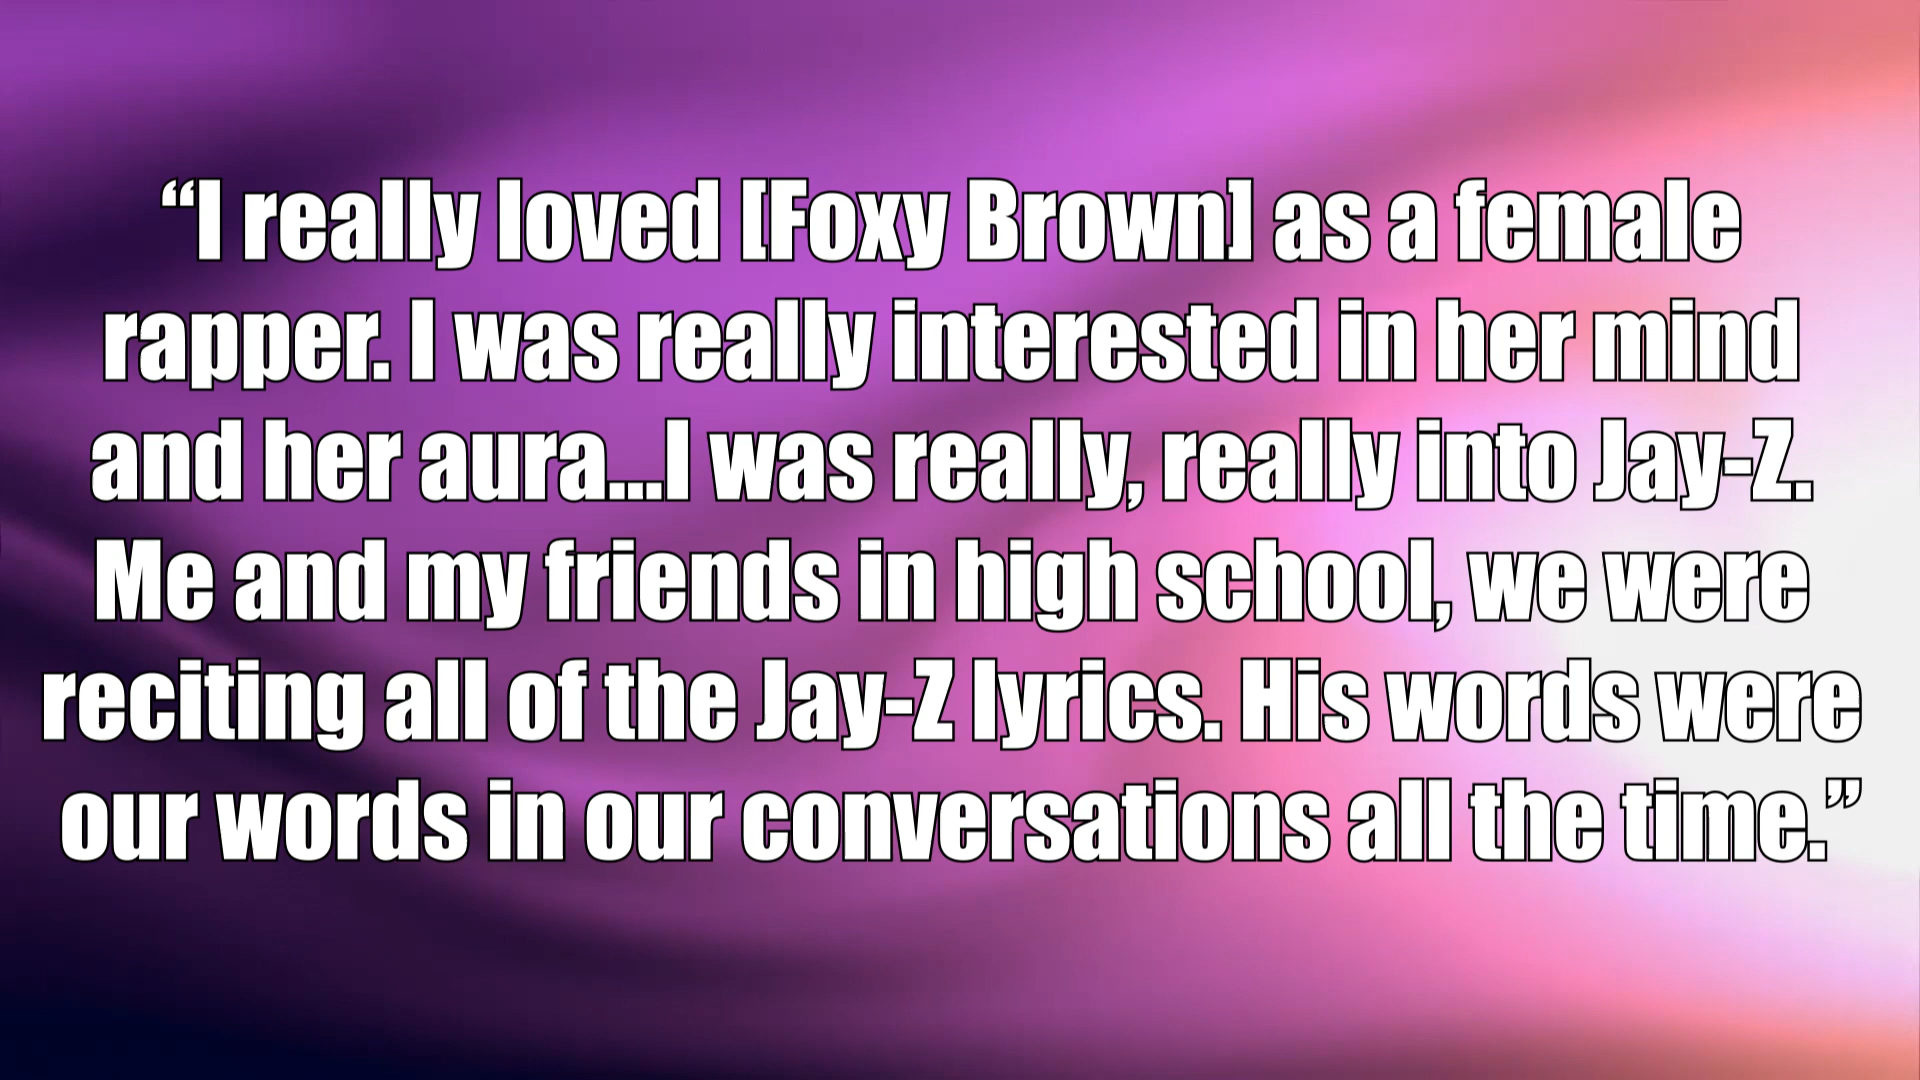 “I really loved [Foxy Brown] as a female
rapper. I was really interested in her mind
and her aura...I was really, really into Jay-Z.
Me and my friends in high school, we were
reciting all of the Jay-Z lyrics. His words were
our words in our conversations all the time.”